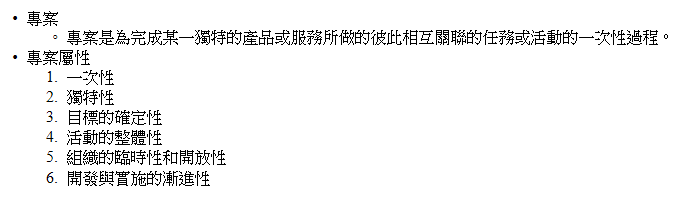 • 專案
◦ 專案是為完成某一獨特的產品或服務所做的彼此相互關聯的任務或活動的一次性過程。
• 專案屬性
1. 一次性
2. 獨特性
3. 目標的確定性
4. 活動的整體性
5. 組織的臨時性和開放性
6. 開發與實施的漸進性